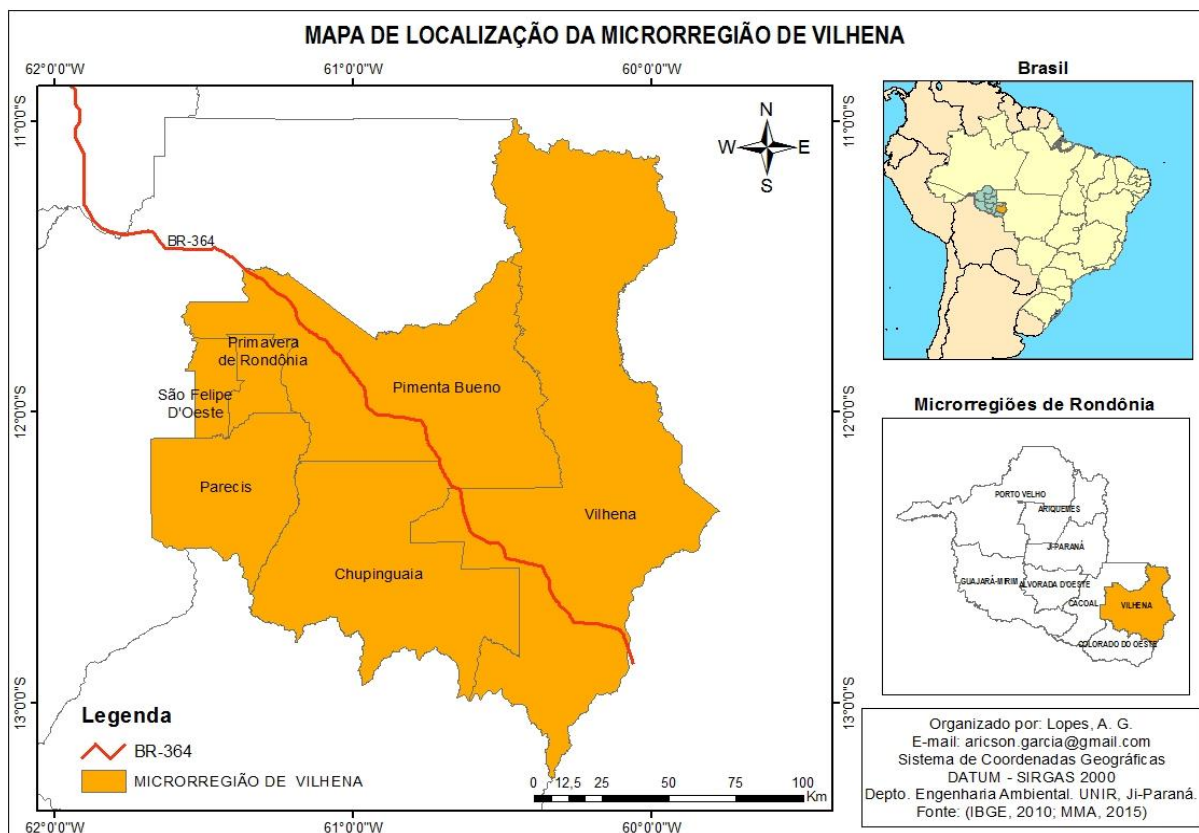 MAPA DE LOCALIZAÇÃO DA MICRORREGIÃO DE VILHENA
62°0'0"W
61°0'0"W
60°0'0"W
11°0'0"S
11°0'0"S
N
W
E
S
BR-364
Primavera
de Rondônia
São Felipe
D'Oeste
Pimenta Bueno
12°0'0"S
12°0'0"S
Parecis
Vilhena
Chupinguaia
13°0'0"S
13°0'0"S
Legenda
BR-364
MICRORREGIÃO DE VILHENA
0 12,5 25 50 75 100
Km
62°0'0"W
61°0'0"W
60°0'0"W
Brasil
Microrregiões de Rondônia
PORTO VELHO
ARIQUEMES
JI-PARANÁ
GUAJARÁ-MIRIM
ALVORADA D'OESTE
CACOAL
VILHENA
COLORADO DO OESTE
Organizado por: Lopes, A. G.
E-mail: aricson.garcia@gmail.com
Sistema de Coordenadas Geográficas
DATUM - SIRGAS 2000
Depto. Engenharia Ambiental. UNIR, Ji-Paraná.
Fonte: (IBGE, 2010; MMA, 2015)